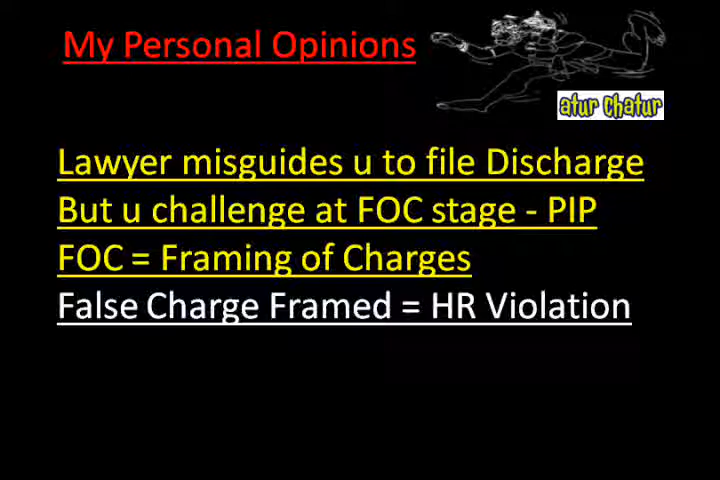 My Personal Opinions
atur chatur
Lawyer misguides u to file Discharge
But u challenge at FOC stage - PIP
FOC = Framing of Charges
False Charge Framed = HR Violation